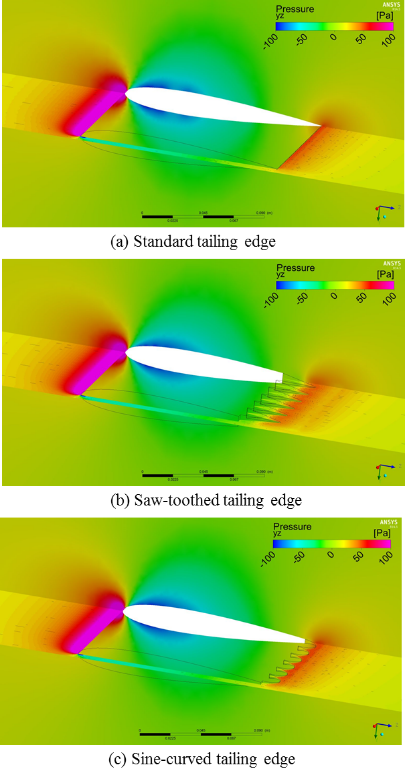 Pressure
yz
[Pa]
-100
-50
0
50
100
ANSYS
(a) Standard tailing edge
Pressure
yz
[Pa]
-100
-50
0
50
100
ANSYS
(b) Saw-toothed tailing edge
Pressure
yz
[Pa]
-100
-50
0
50
100
ANSYS
(c) Sine-curved tailing edge